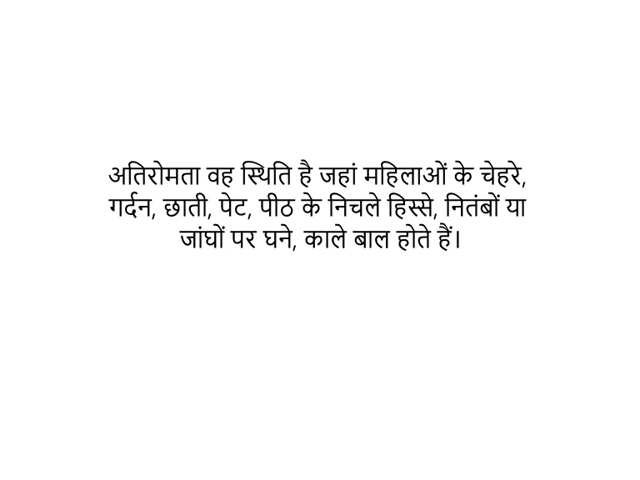 अतिरोमता वह स्थिति है जहां महिलाओं के चेहरे,
गर्दन, छाती, पेट, पीठ के निचले हिस्से, नितंबों या
जांघों पर घने, काले बाल होते हैं।